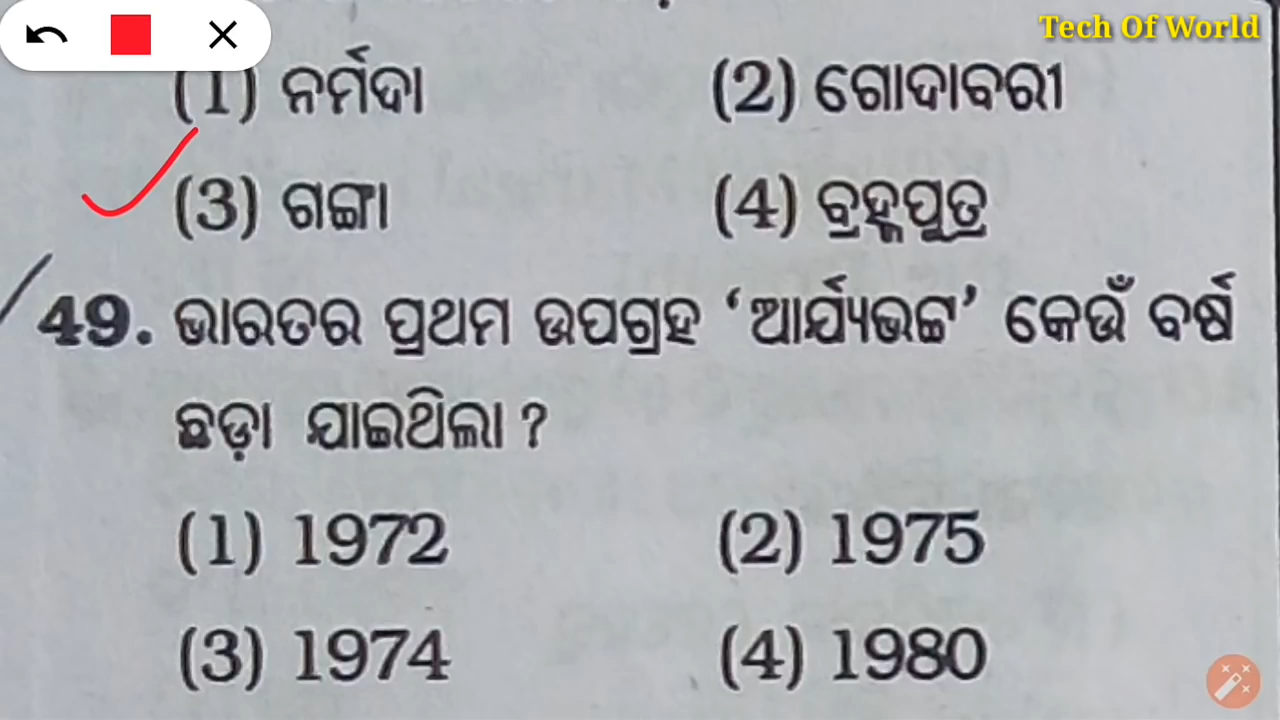 Tech Of World
(1) ନର୍ମଦା (2) ଗୋଦାବରୀ
(3) ଗଙ୍ଗା (4) ବ୍ରହ୍ମପୁତ୍ର
49. ଭାରତର ପ୍ରଥମ ଉପଗ୍ରହ ‘ଆର୍ଯ୍ୟଭଟ୍ଟ’ କେଉଁ ବର୍ଷ
ଛଡ଼ା ଯାଇଥିଲା ?
(1) 1972 (2) 1975
(3) 1974 (4) 1980